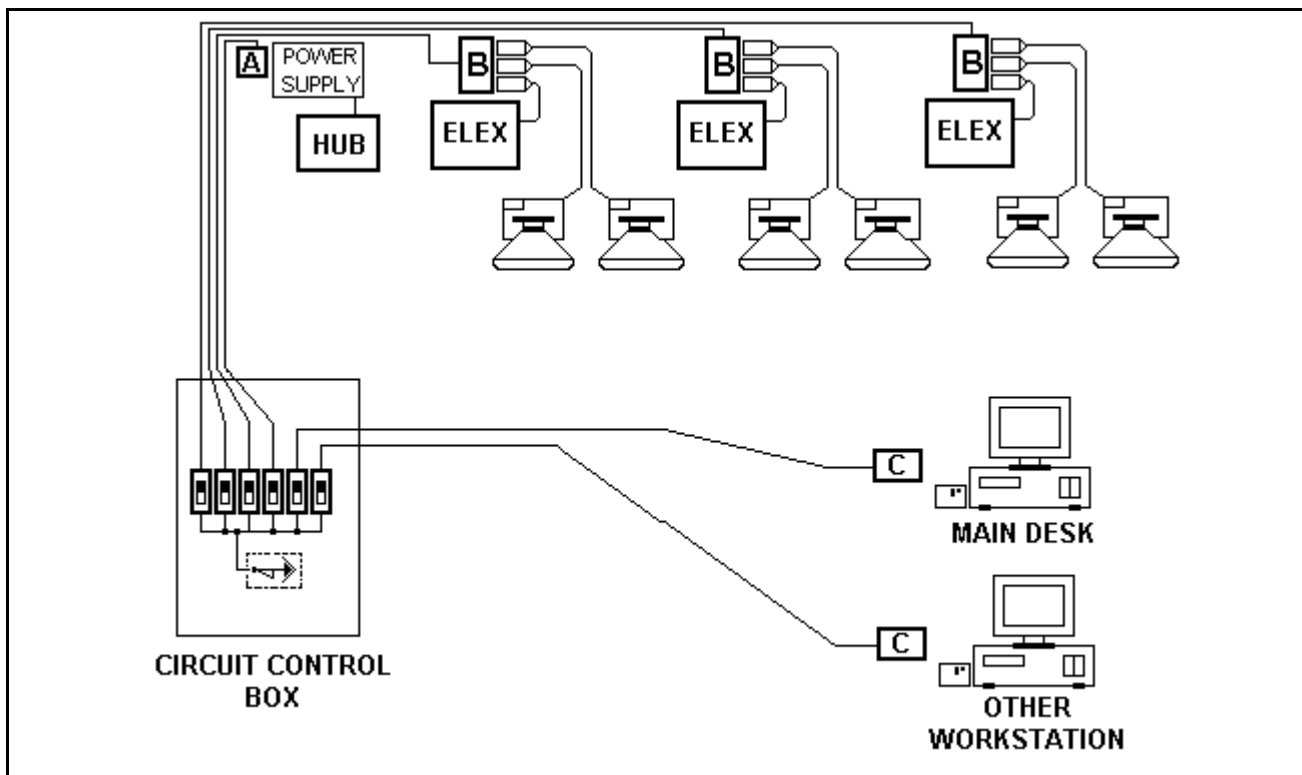 A
POWER
SUPPLY
HUB
B
ELEX
B
ELEX
B
ELEX
C
MAIN DESK
C
OTHER
WORKSTATION
CIRCUIT CONTROL
BOX